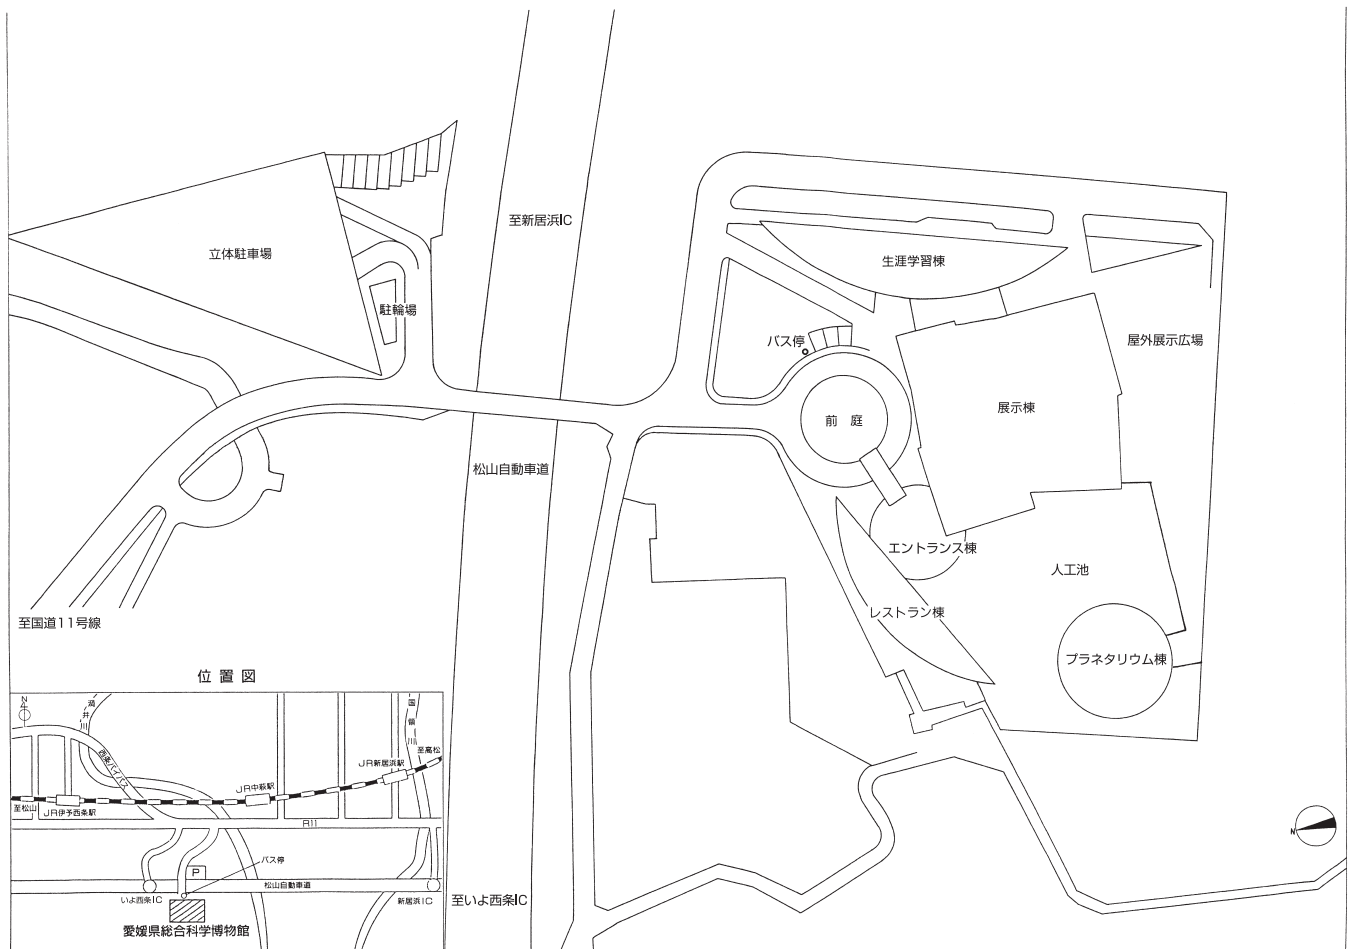 至新居浜IC
立体駐車場
生涯学習棟
駐輪場
バス停
屋外展示広場
展示棟
前 庭
松山自動車道
エントランス棟
人工池
レストラン棟
至国道11号線
プラネタリウム棟
位 置 図
N
渦井川
国領川
至高松
西条バイパス
JR新居浜駅
JR中萩駅
至松山
JR伊予西条駅
R11
N
バス停
P
松山自動車道
いよ西条IC
新居浜IC
至いよ西条IC
愛媛県総合科学博物館